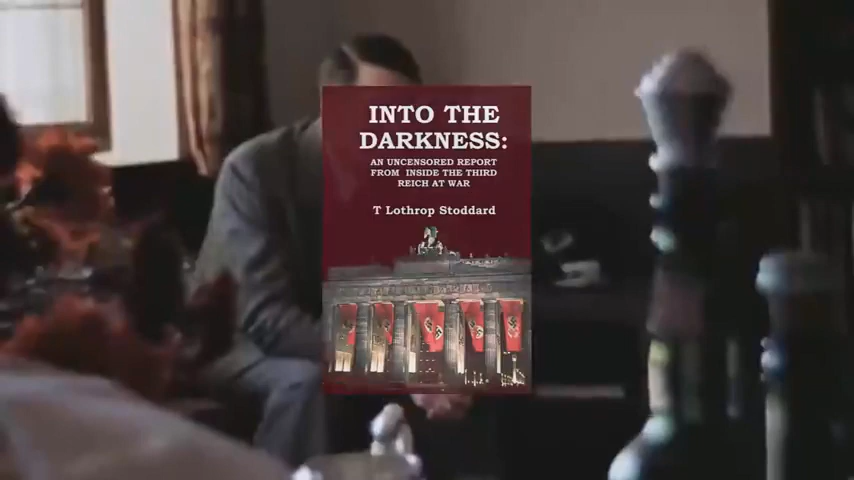 INTO THE
DARKNESS:
AN UNCENSORED REPORT
FROM INSIDE THE THIRD
REICH AT WAR
T Lothrop Stoddard